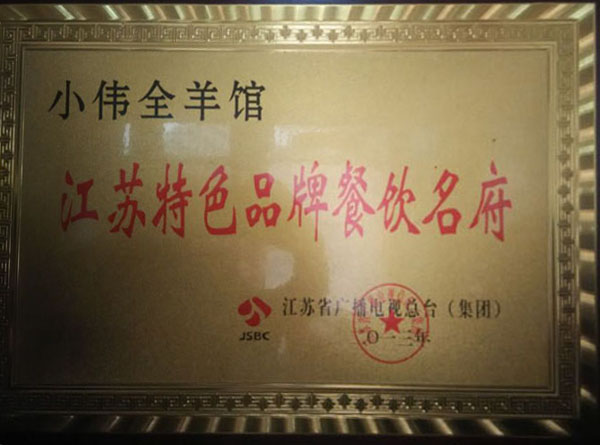 小伟全羊馆
江苏特色品牌餐饮名府
JSBC 江苏省广播电视总台（集团）
二〇一三年